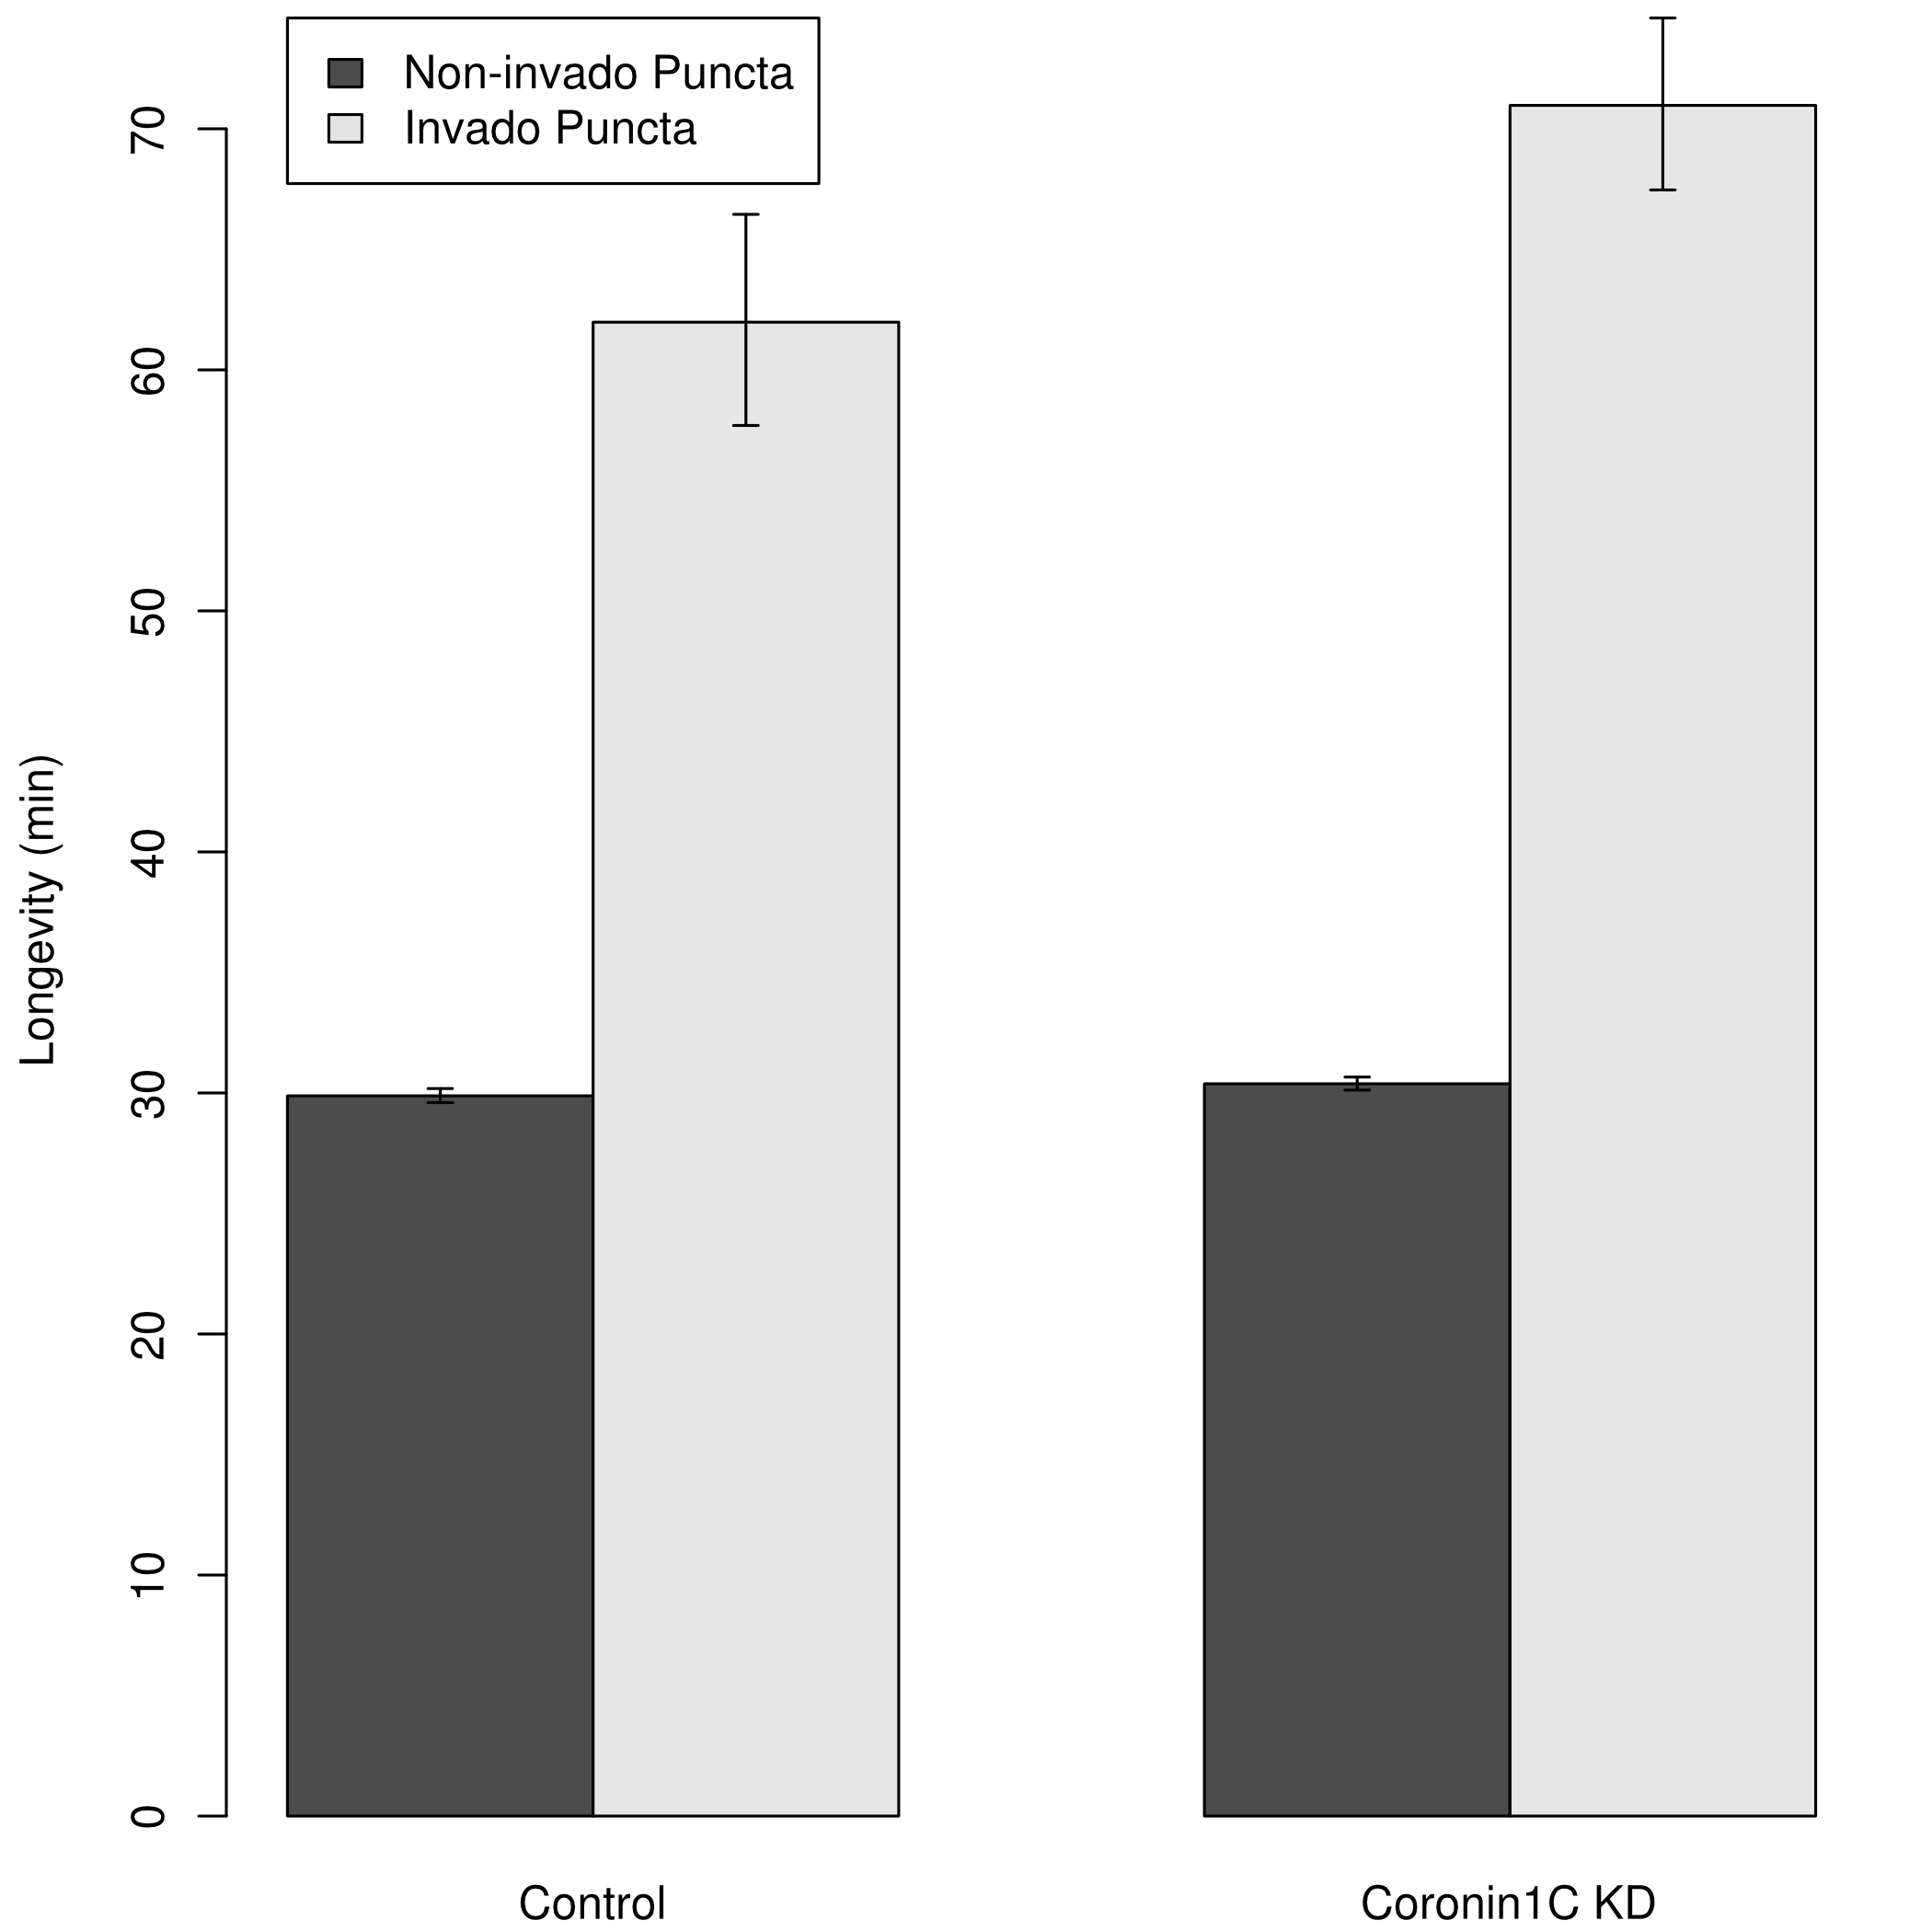 Non-invado Puncta
Invado Puncta
70
60
50
40
30
20
10
0
Longevity (min)
Control
Coronin1C KD